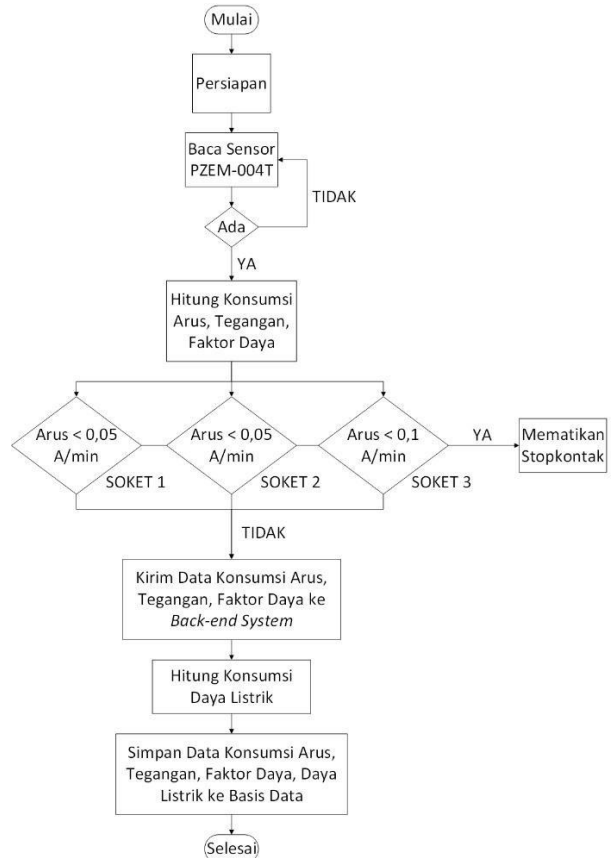 Mulai
Persiapan
Baca Sensor
PZEM-004T
TIDAK
Ada
YA
Hitung Konsumsi
Arus, Tegangan,
Faktor Daya
Arus < 0,05
A/min
SOKET 1
Arus < 0,05
A/min
SOKET 2
Arus < 0,1
A/min
SOKET 3
YA
Mematikan
Stopkontak
TIDAK
Kirim Data Konsumsi Arus,
Tegangan, Faktor Daya ke
Back-end System
Hitung Konsumsi
Daya Listrik
Simpan Data Konsumsi Arus,
Tegangan, Faktor Daya, Daya
Listrik ke Basis Data
Selesai